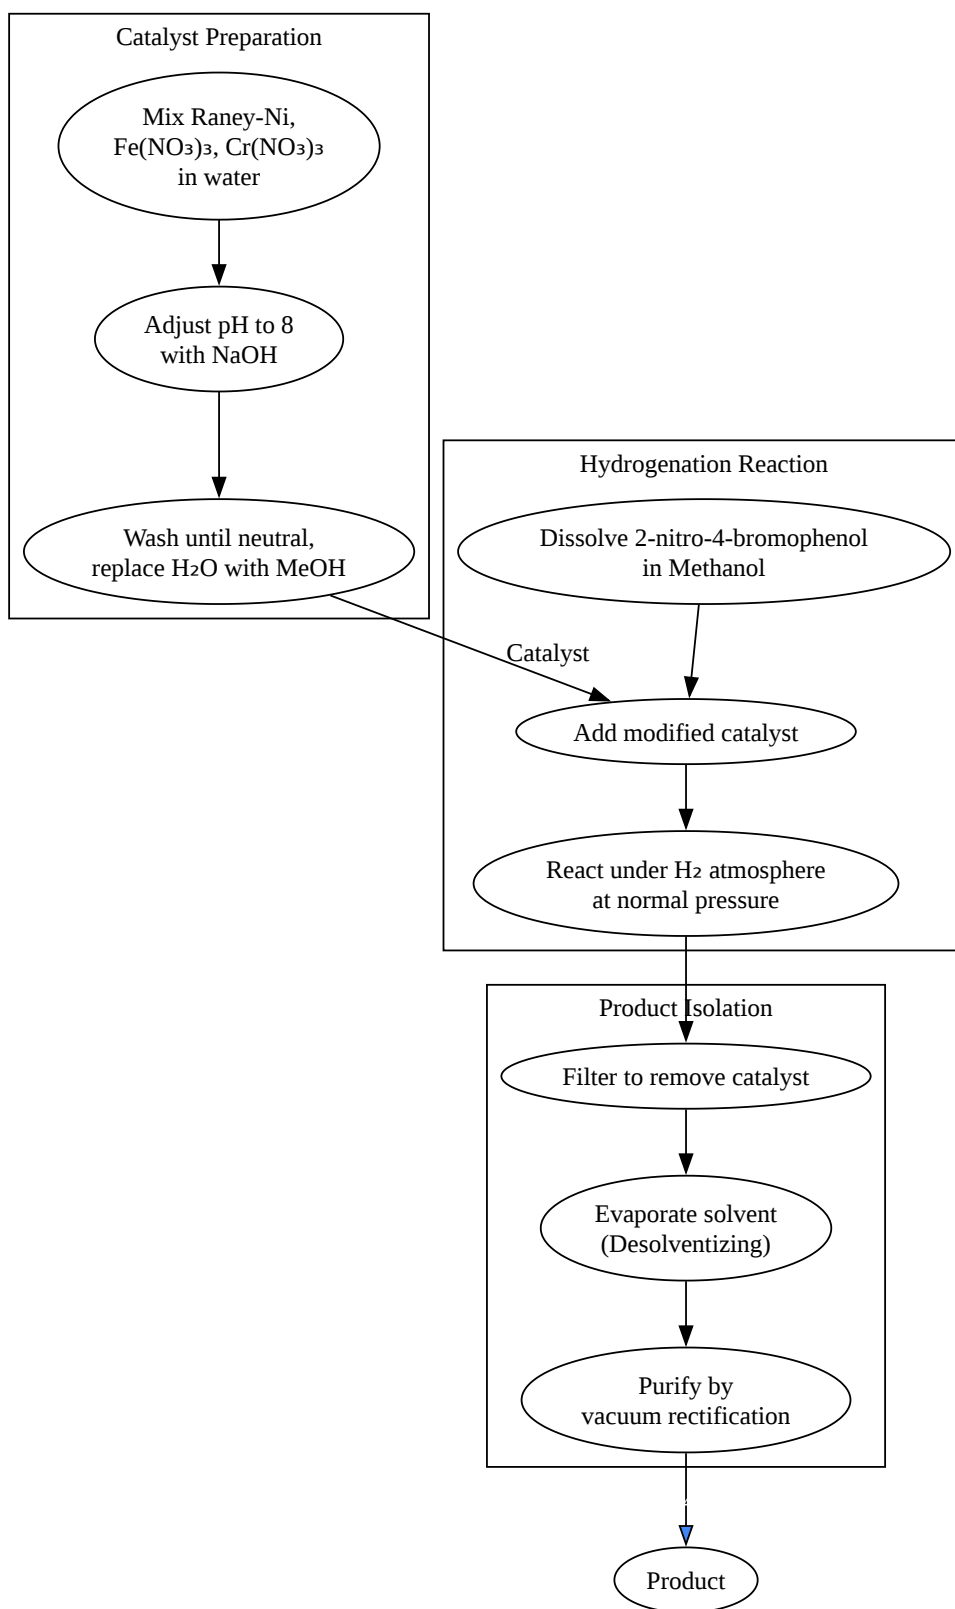 Catalyst Preparation
Mix Raney-Ni,
Fe(NO₃)₃, Cr(NO₃)₃
in water
Adjust pH to 8
with NaOH
Wash until neutral,
replace H₂O with MeOH
Hydrogenation Reaction
Dissolve 2-nitro-4-bromophenol
in Methanol
Catalyst
Add modified catalyst
React under H₂ atmosphere
at normal pressure
Product Isolation
Filter to remove catalyst
Evaporate solvent
(Desolventizing)
Purify by
vacuum rectification
Product